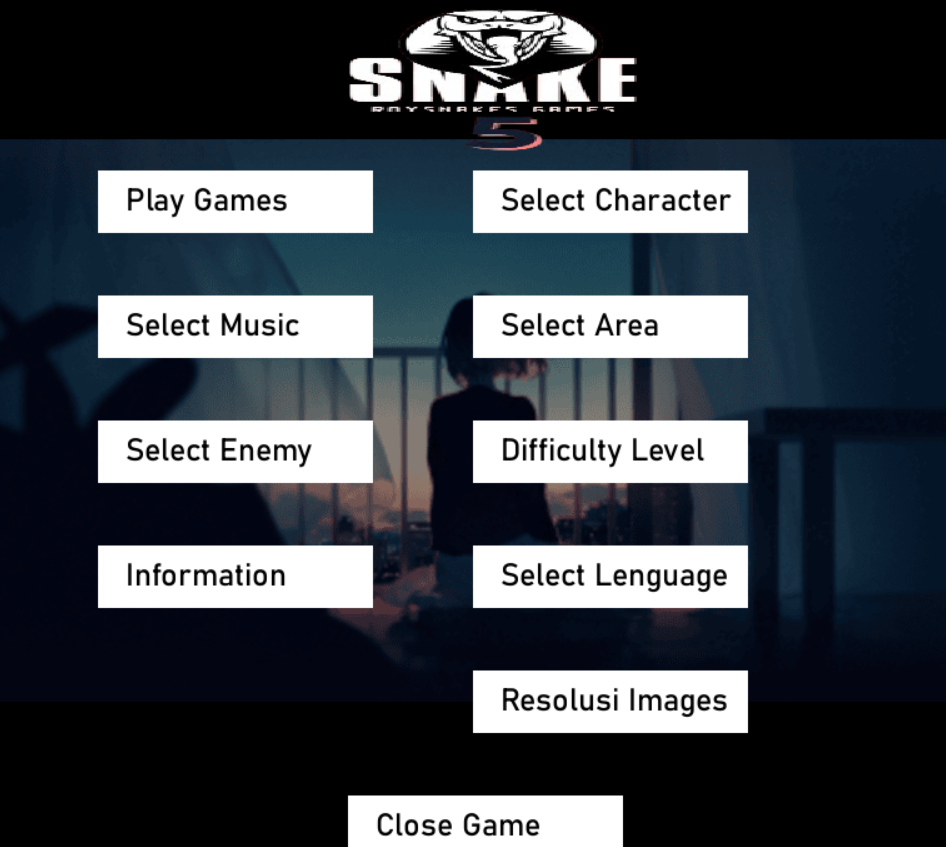 SNAKE
ROYSNAKES GAMES
5
Play Games
Select Character
Select Music
Select Area
Select Enemy
Difficulty Level
Information
Select Lenguage
Resolusi Images
Close Game